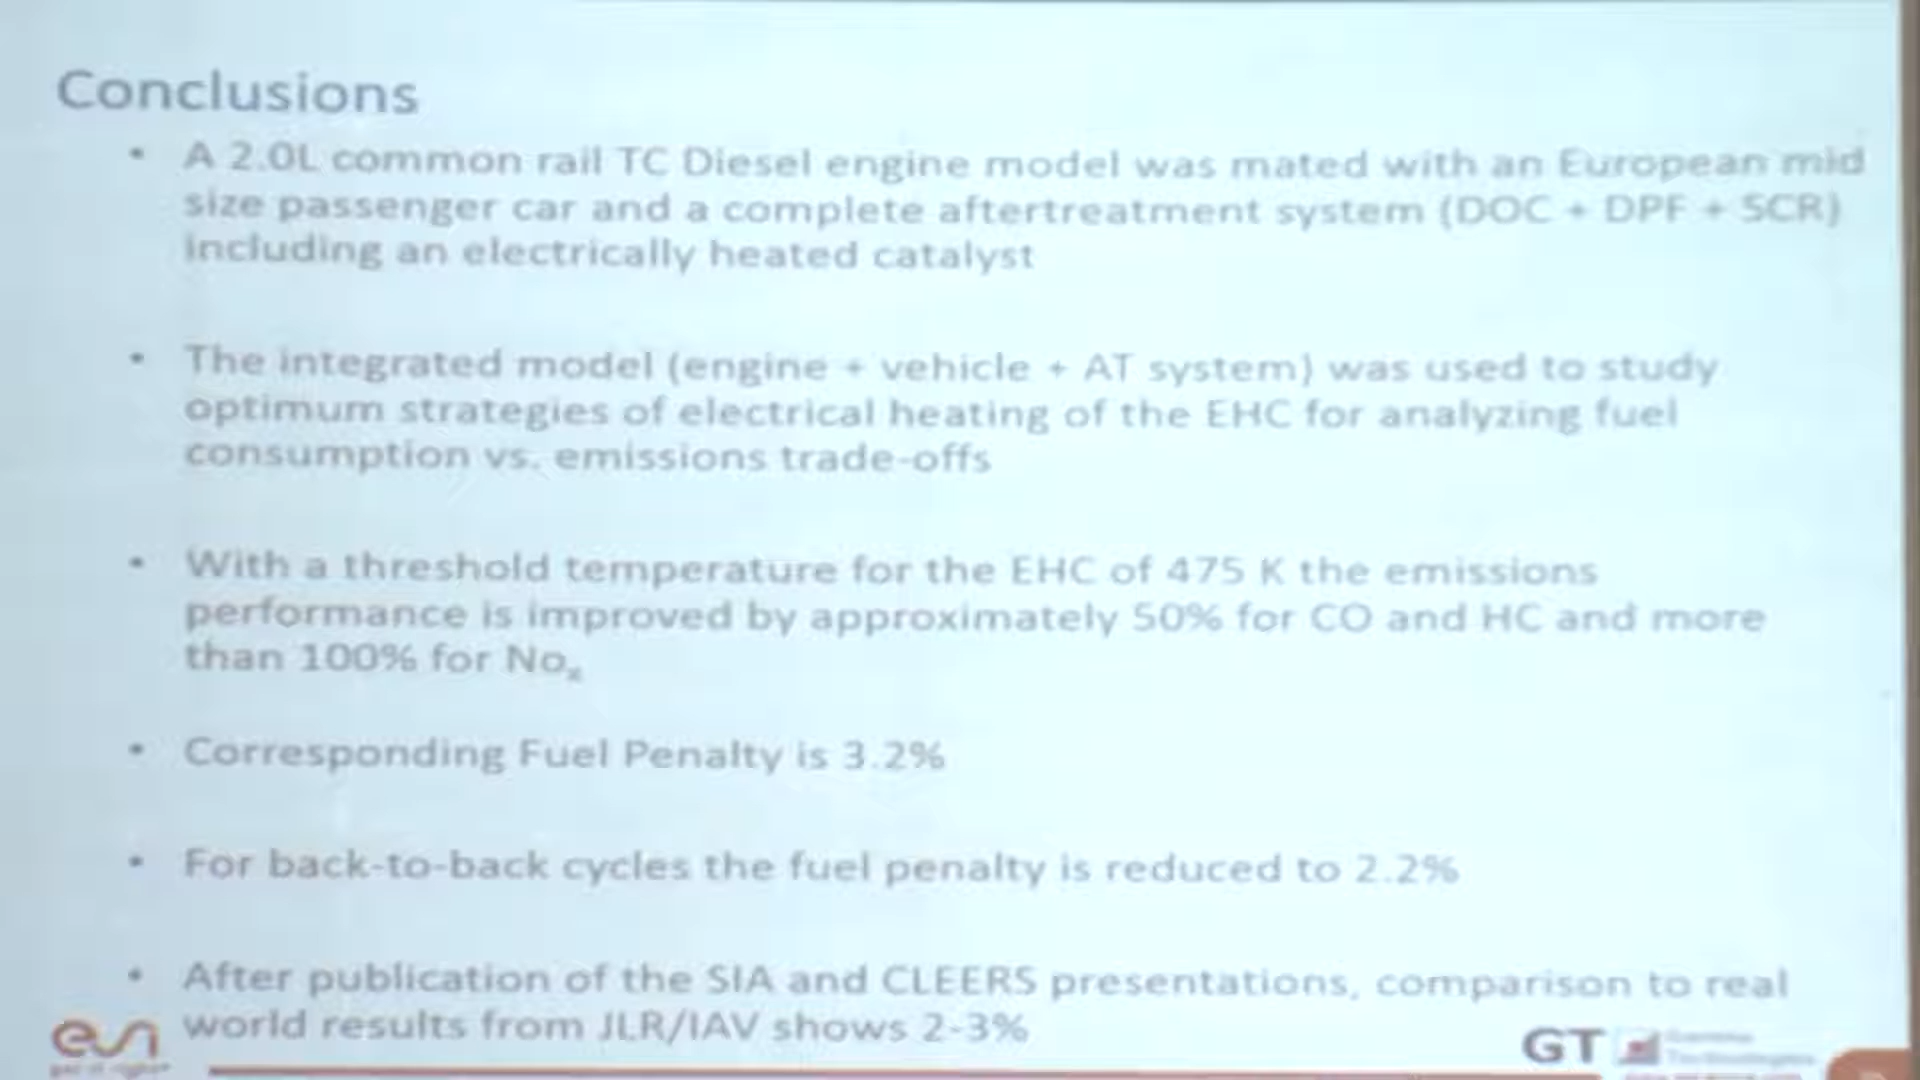 Conclusions
• A 2.0L common rail TC Diesel engine model was mated with an European mid
size passenger car and a complete aftertreatment system (DOC + DPF + SCR)
including an electrically heated catalyst
• The integrated model (engine + vehicle + AT system) was used to study
optimum strategies of electrical heating of the EHC for analyzing fuel
consumption vs. emissions trade-offs
• With a threshold temperature for the EHC of 475 K the emissions
performance is improved by approximately 50% for CO and HC and more
than 100% for Nox
• Corresponding Fuel Penalty is 3.2%
• For back-to-back cycles the fuel penalty is reduced to 2.2%
• After publication of the SIA and CLEERS presentations, comparison to real
world results from JLR/IAV shows 2-3%
esi
get it right®
GT
Gamma
Technologies